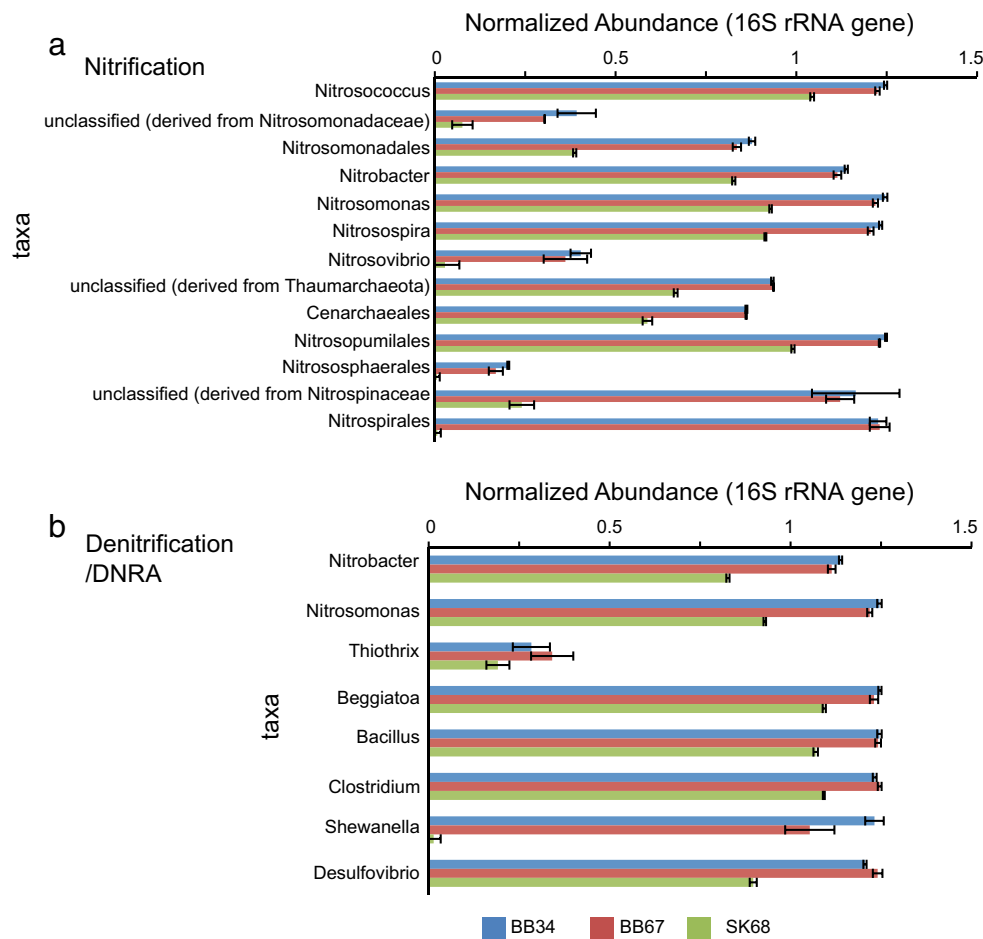 Normalized Abundance (16S rRNA gene)
a
Nitrification
0 0.5 1 1.5
taxa
Nitrosococcus
unclassified (derived from Nitrosomonadaceae)
Nitrosomonadales
Nitrobacter
Nitrosomonas
Nitrosospira
Nitrosovibrio
unclassified (derived from Thaumarchaeota)
Cenarchaeales
Nitrosopumilales
Nitrososphaerales
unclassified (derived from Nitrospinaceae
Nitrospirales
Normalized Abundance (16S rRNA gene)
b
Denitrification
/DNRA
0 0.5 1 1.5
taxa
Nitrobacter
Nitrosomonas
Thiothrix
Beggiatoa
Bacillus
Clostridium
Shewanella
Desulfovibrio
BB34 BB67 SK68